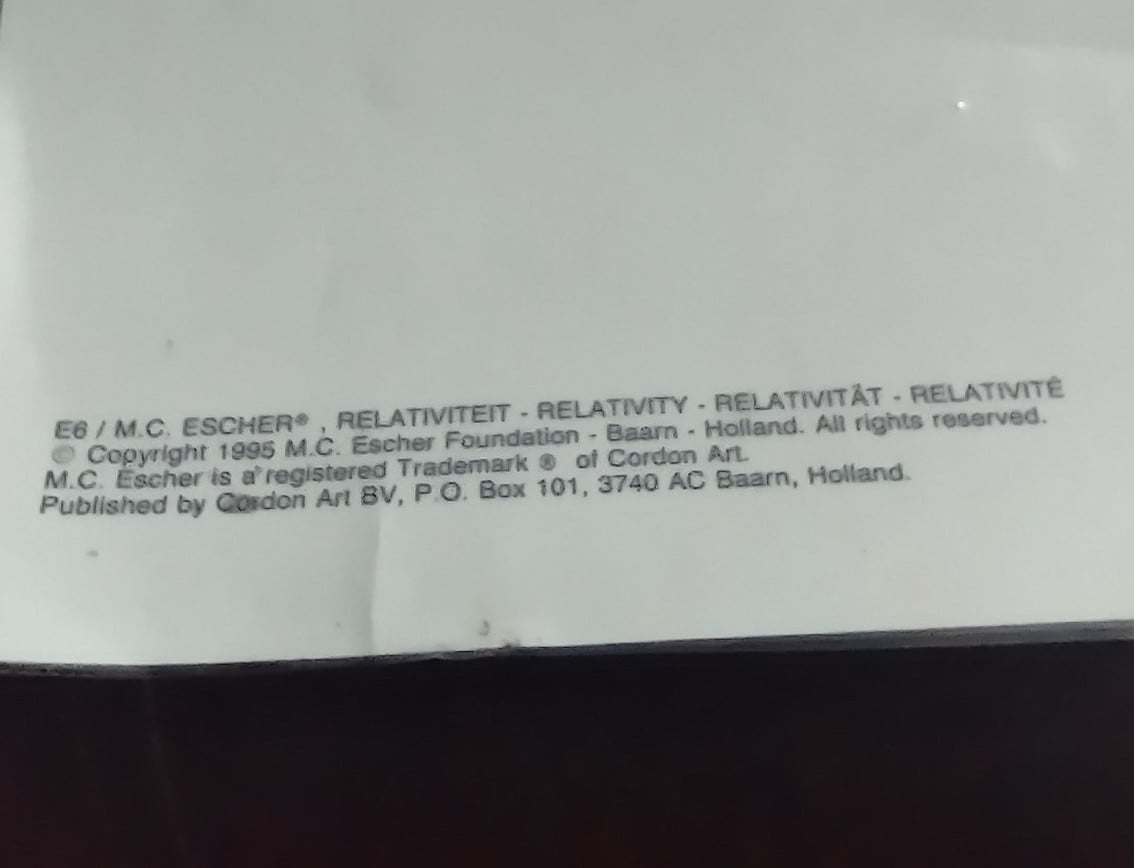 E6 / M.C. ESCHER® , RELATIVITEIT - RELATIVITY - RELATIVITÄT - RELATIVITÉ
© Copyright 1995 M.C. Escher Foundation - Baarn - Holland. All rights reserved.
M.C. Escher is a registered Trademark ® of Cordon Art.
Published by Cordon Art BV, P.O. Box 101, 3740 AC Baarn, Holland.